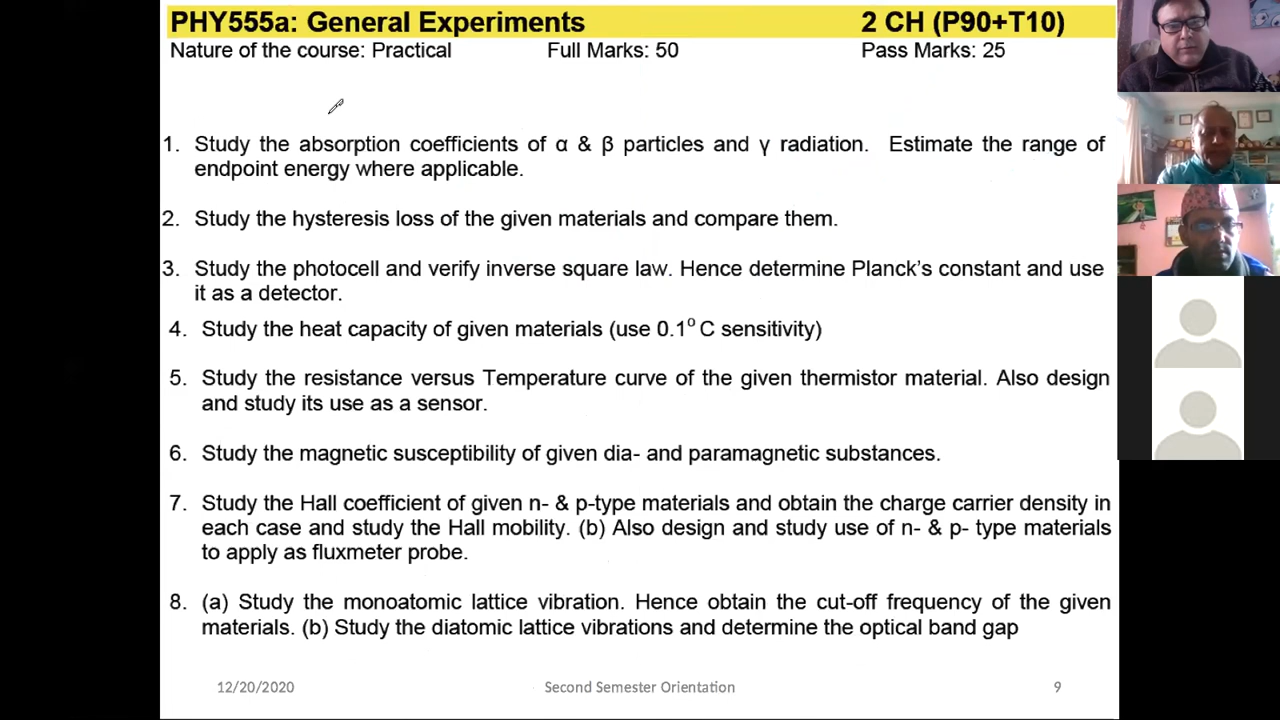 PHY555a: General Experiments 2 CH (P90+T10)
Nature of the course: Practical Full Marks: 50 Pass Marks: 25
1. Study the absorption coefficients of α & β particles and γ radiation. Estimate the range of
endpoint energy where applicable.
2. Study the hysteresis loss of the given materials and compare them.
3. Study the photocell and verify inverse square law. Hence determine Planck's constant and use
it as a detector.
4. Study the heat capacity of given materials (use 0.1⁰ C sensitivity)
5. Study the resistance versus Temperature curve of the given thermistor material. Also design
and study its use as a sensor.
6. Study the magnetic susceptibility of given dia- and paramagnetic substances.
7. Study the Hall coefficient of given n- & p-type materials and obtain the charge carrier density in
each case and study the Hall mobility. (b) Also design and study use of n- & p- type materials
to apply as fluxmeter probe.
8. (a) Study the monoatomic lattice vibration. Hence obtain the cut-off frequency of the given
materials. (b) Study the diatomic lattice vibrations and determine the optical band gap
12/20/2020 Second Semester Orientation 9